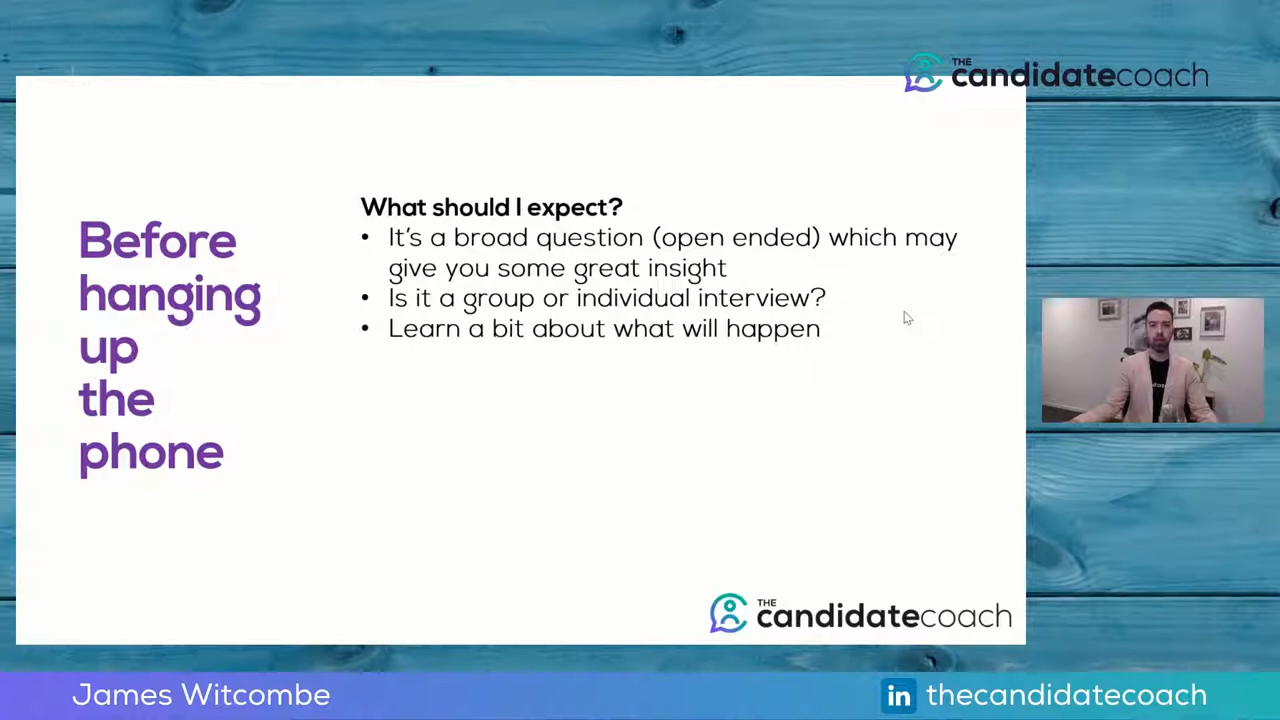 THE
candidatecoach
Before
hanging
up
the
phone
What should I expect?
• It's a broad question (open ended) which may
give you some great insight
• Is it a group or individual interview?
• Learn a bit about what will happen
THE
candidatecoach
James Witcombe
in thecandidatecoach